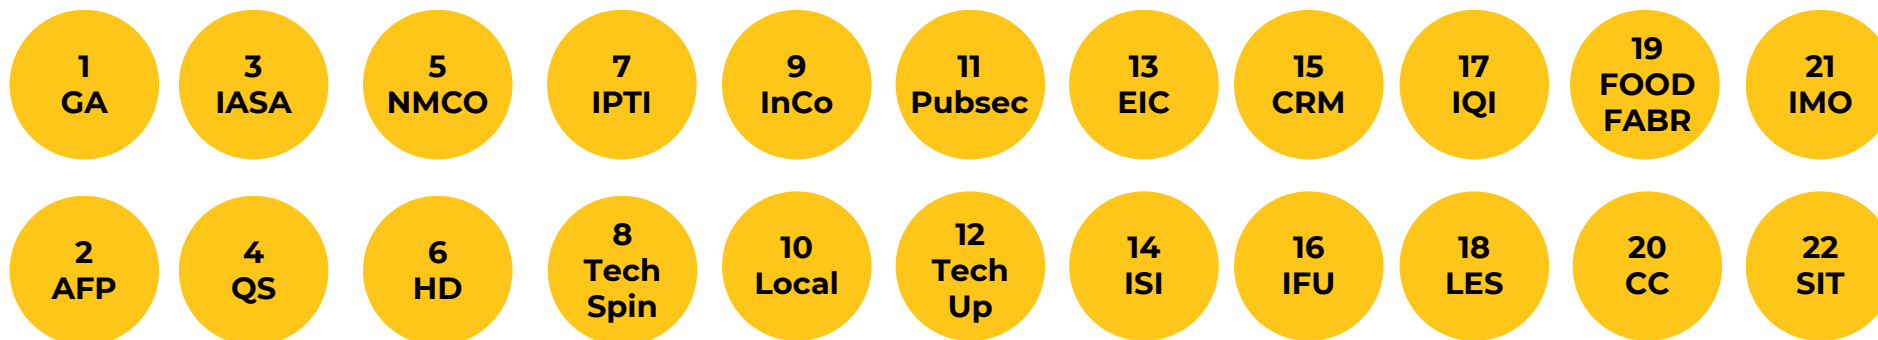 1
GA
3
IASA
5
NMCO
7
IPTI
9
InCo
11
Pubsec
13
EIC
15
CRM
17
IQI
19
FOOD
FABR
21
IMO
2
AFP
4
QS
6
HD
8
Tech
Spin
10
Local
12
Tech
Up
14
ISI
16
IFU
18
LES
20
CC
22
SIT